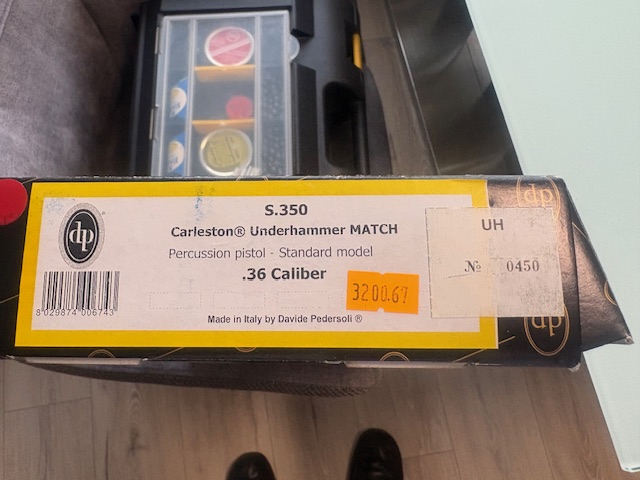 dp
S.350
Carleston® Underhammer MATCH
Percussion pistol - Standard model
.36 Caliber
3200.67
8 029874 006743
Made in Italy by Davide Pedersoli ®
UH
№ 0450
dp
dp